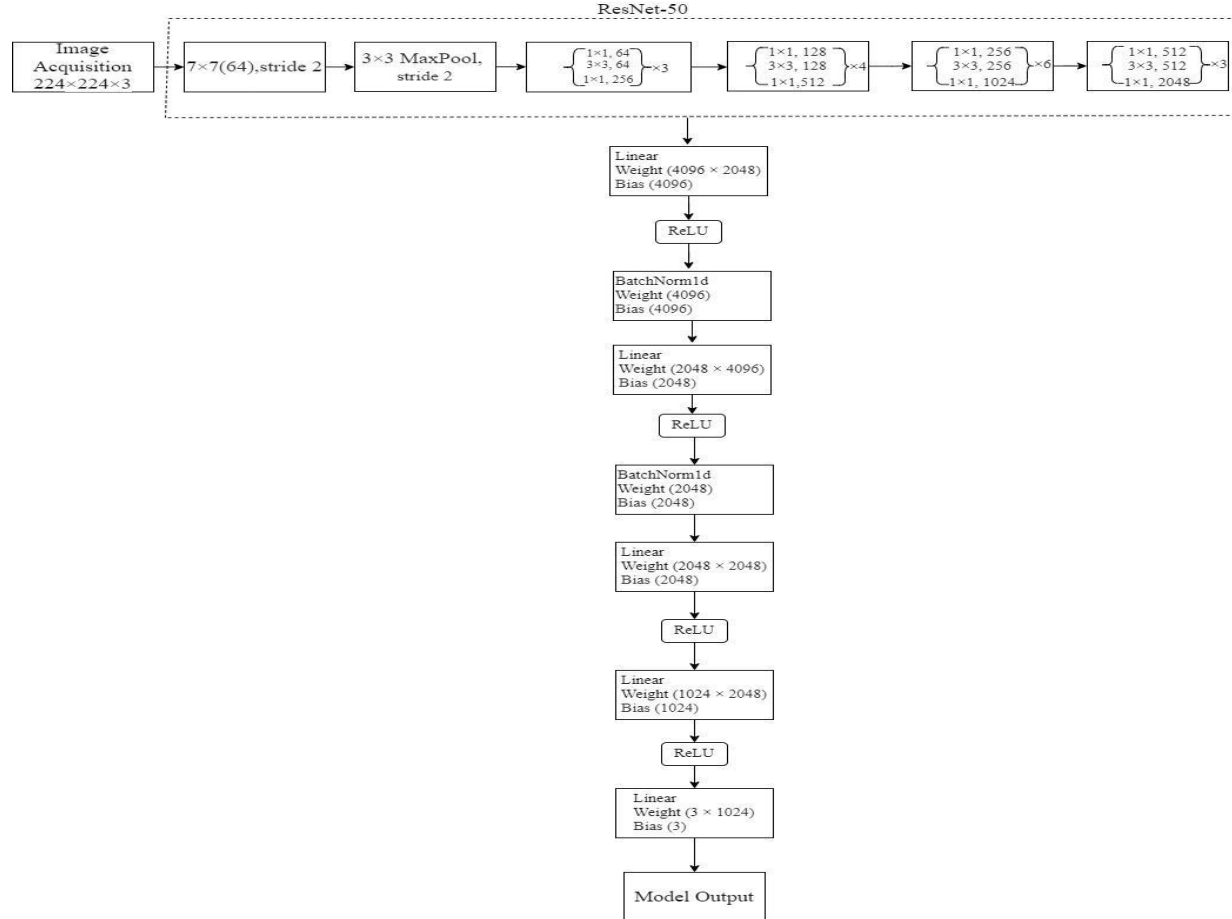 ResNet-50
Image
Acquisition
224×224×3
7×7(64),stride 2
3×3 MaxPool,
stride 2
1×1, 64
3×3, 64
1×1, 256
×3
1×1, 128
3×3, 128
1×1,512
×4
1×1, 256
3×3, 256
1×1, 1024
×6
1×1, 512
3×3, 512
1×1, 2048
×3
Linear
Weight (4096 × 2048)
Bias (4096)
ReLU
BatchNorm1d
Weight (4096)
Bias (4096)
Linear
Weight (2048 × 4096)
Bias (2048)
ReLU
BatchNorm1d
Weight (2048)
Bias (2048)
Linear
Weight (2048 × 2048)
Bias (2048)
ReLU
Linear
Weight (1024 × 2048)
Bias (1024)
ReLU
Linear
Weight (3 × 1024)
Bias (3)
Model Output